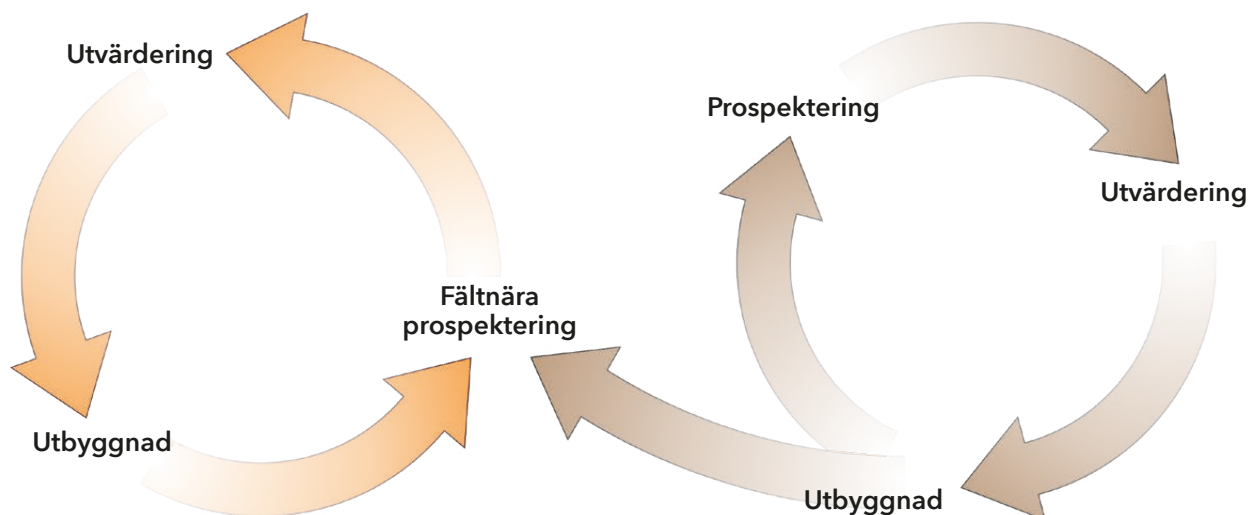 Utvärdering
Prospektering
Utvärdering
Fältnära
prospektering
Utbyggnad
Utbyggnad